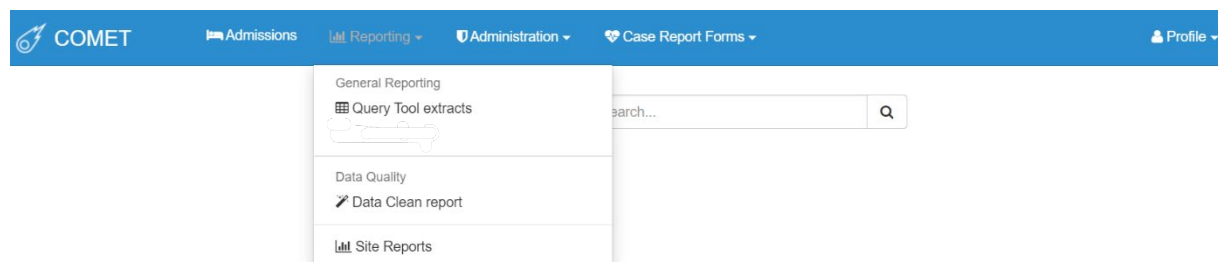 COMET Admissions Reporting Administration Case Report Forms Profile
General Reporting
Query Tool extracts
earch...
Data Quality
Data Clean report
Site Reports